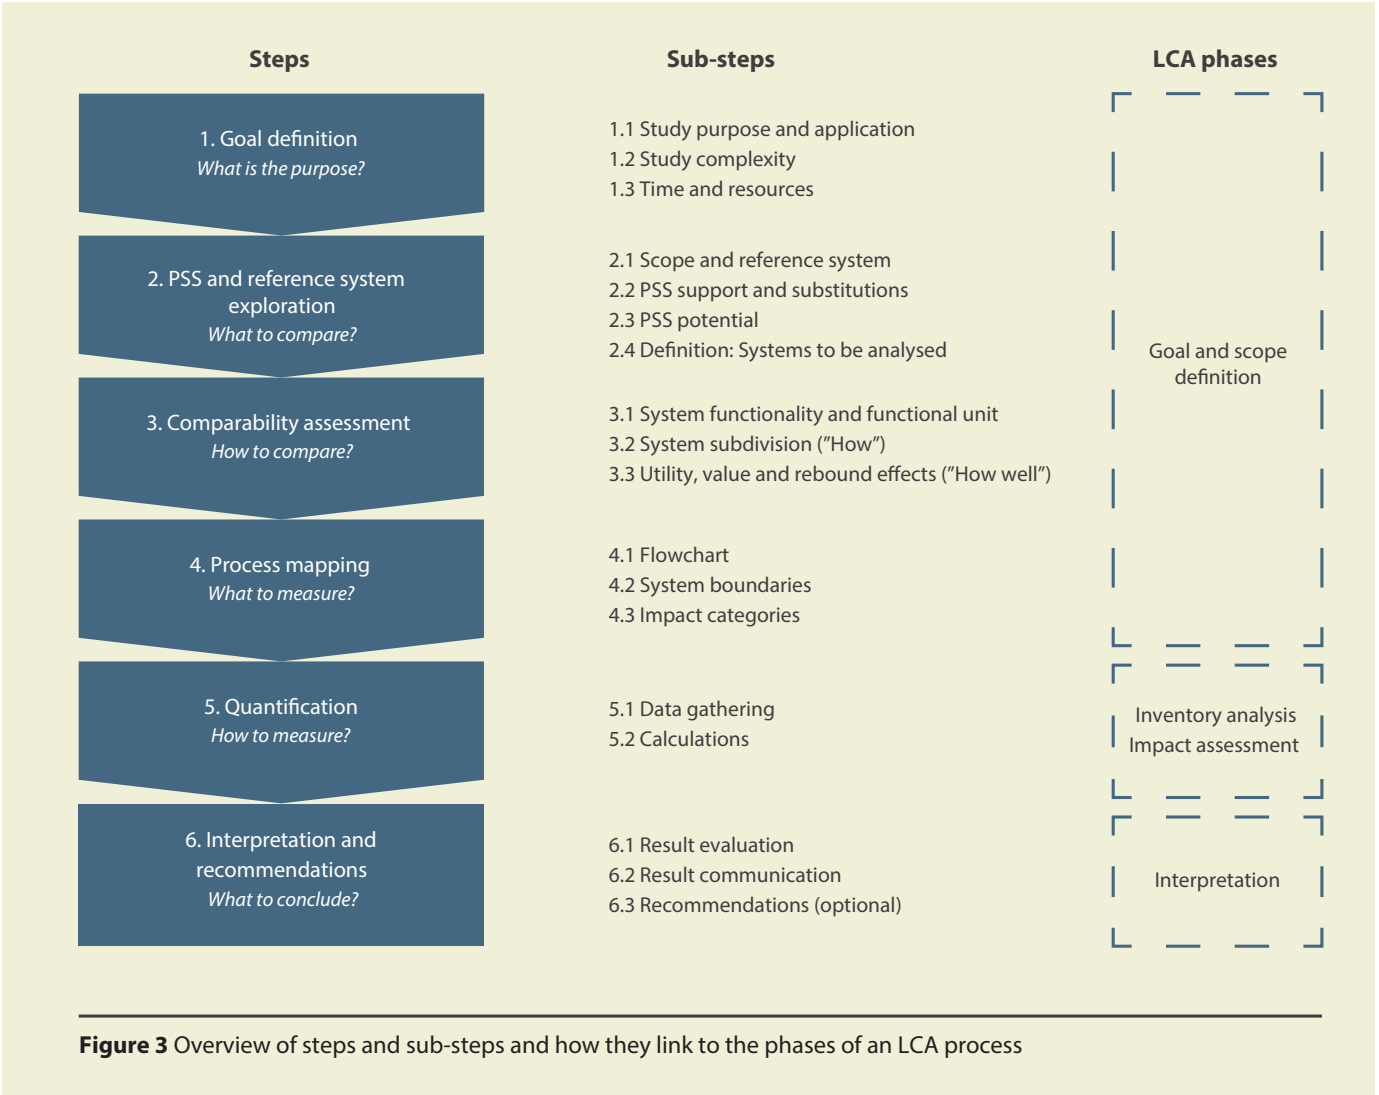 Steps
Sub-steps
LCA phases
1. Goal definition
What is the purpose?
1.1 Study purpose and application
1.2 Study complexity
1.3 Time and resources
2. PSS and reference system
exploration
What to compare?
2.1 Scope and reference system
2.2 PSS support and substitutions
2.3 PSS potential
2.4 Definition: Systems to be analysed
3. Comparability assessment
How to compare?
3.1 System functionality and functional unit
3.2 System subdivision (”How”)
3.3 Utility, value and rebound effects (”How well”)
4. Process mapping
What to measure?
4.1 Flowchart
4.2 System boundaries
4.3 Impact categories
Goal and scope
definition
5. Quantification
How to measure?
5.1 Data gathering
5.2 Calculations
Inventory analysis
Impact assessment
6. Interpretation and
recommendations
What to conclude?
6.1 Result evaluation
6.2 Result communication
6.3 Recommendations (optional)
Interpretation
Figure 3 Overview of steps and sub-steps and how they link to the phases of an LCA process